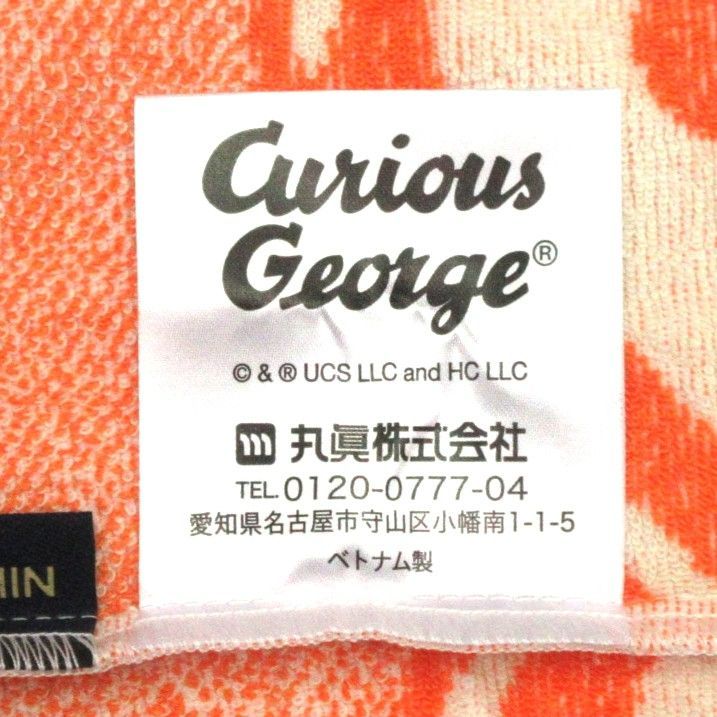 Curious
George®
© & ® UCS LLC and HC LLC
丸眞株式会社
TEL.0120-0777-04
愛知県名古屋市守山区小幡南1-1-5
ベトナム製